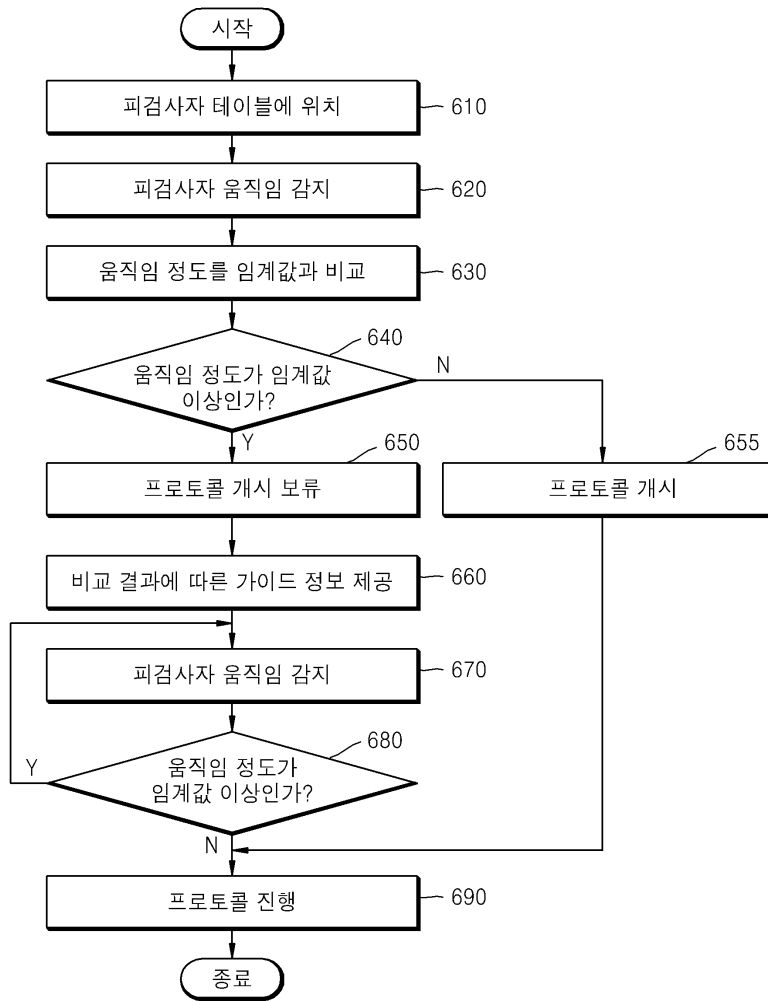 시작
피검사자 테이블에 위치
610
피검사자 움직임 감지
620
움직임 정도를 임계값과 비교
630
640
움직임 정도가 임계값
이상인가?
N
Y
650
프로토콜 개시 보류
655
프로토콜 개시
비교 결과에 따른 가이드 정보 제공
660
피검사자 움직임 감지
670
680
움직임 정도가
임계값 이상인가?
Y
N
프로토콜 진행
690
종료